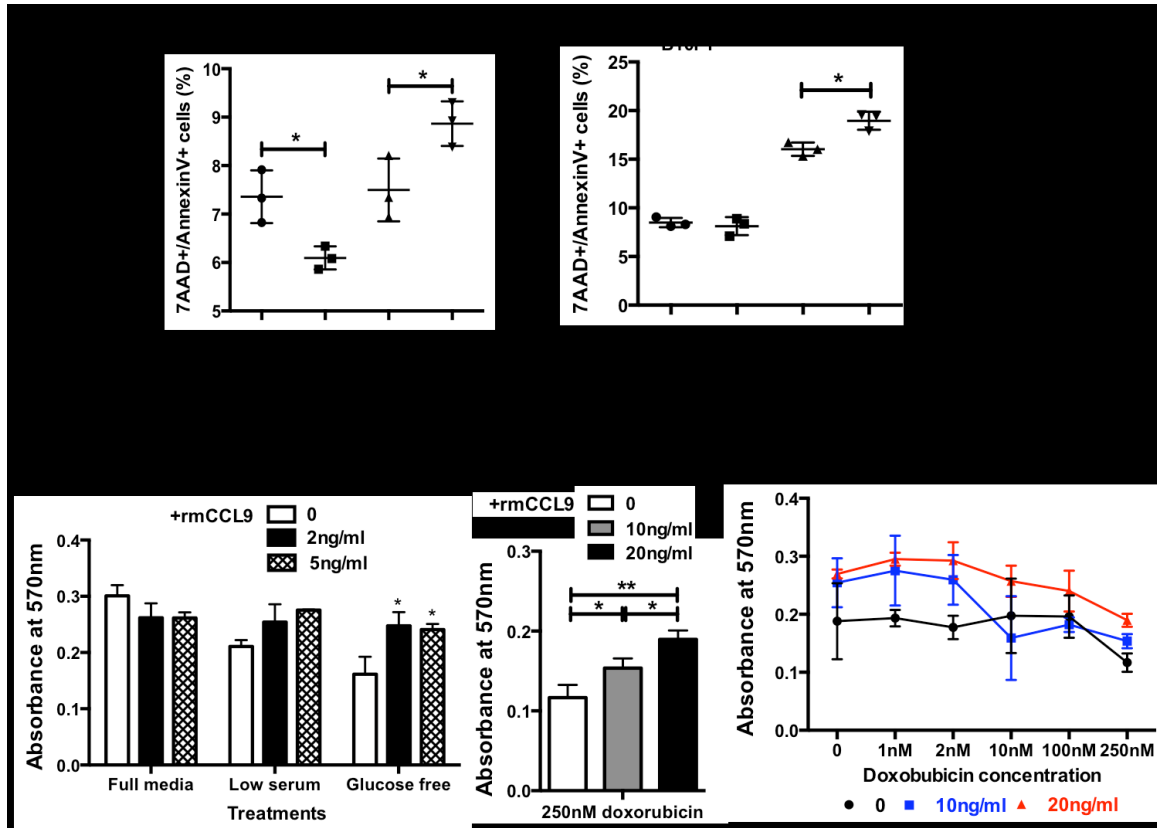 7AAD+/AnnexinV+ cells (%)
10
9
8
7
6
5
*
*
7AAD+/AnnexinV+ cells (%)
25
20
15
10
5
0
*
+rmCCL9
0
2ng/ml
5ng/ml
Absorbance at 570nm
0.4
0.3
0.2
0.1
0.0
* *
Full media Low serum Glucose free
Treatments
+rmCCL9
0
10ng/ml
20ng/ml
Absorbance at 570nm
0.3
0.2
0.1
0.0
**
* *
250nM doxorubicin
Absorbance at 570nm
0.4
0.3
0.2
0.1
0.0
0 1nM 2nM 10nM 100nM 250nM
Doxobubicin concentration
0 10ng/ml 20ng/ml